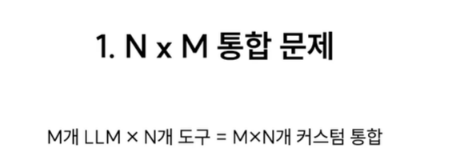 1. N x M 통합 문제
M개 LLM × N개 도구 = M×N개 커스텀 통합